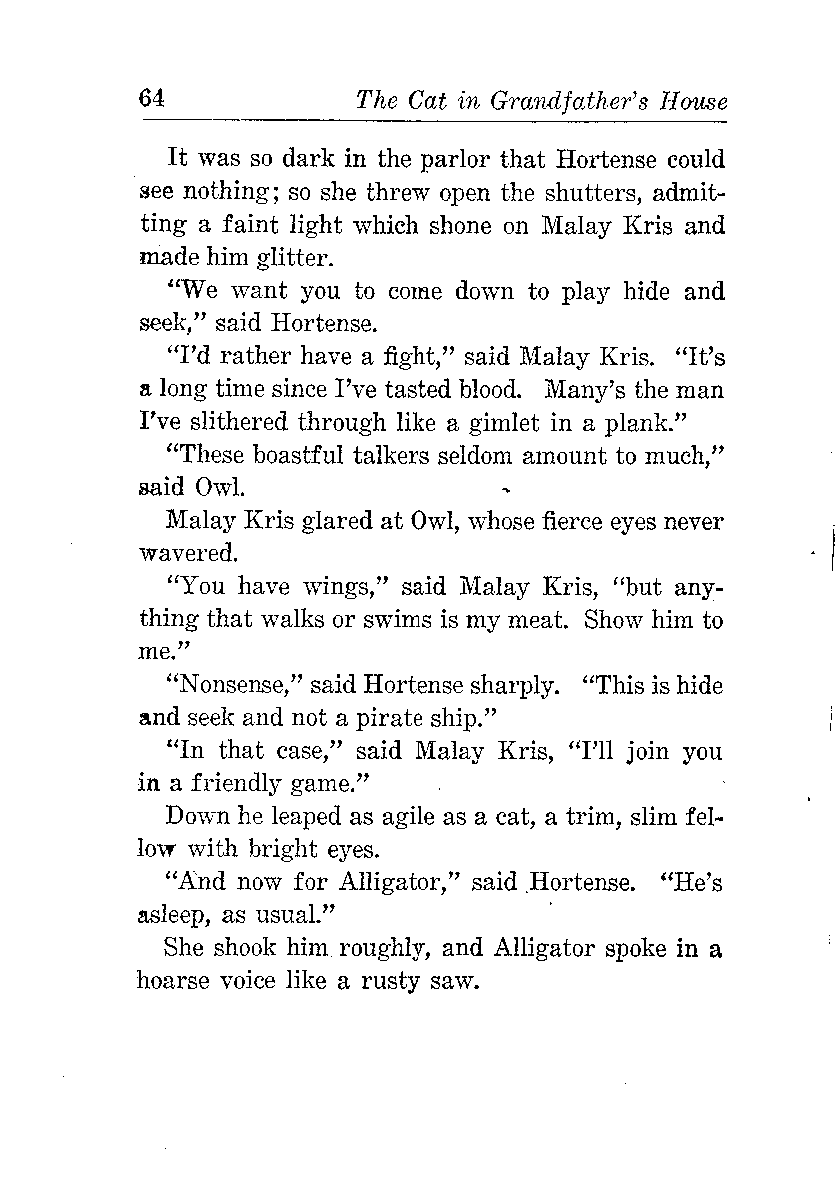 64 The Cat in Grandfather's House
It was so dark in the parlor that Hortense could
see nothing; so she threw open the shutters, admit-
ting a faint light which shone on Malay Kris and
made him glitter.
“We want you to come down to play hide and
seek,” said Hortense.
“I’d rather have a fight,” said Malay Kris. “It’s
a long time since I’ve tasted blood. Many’s the man
I’ve slithered through like a gimlet in a plank.”
“These boastful talkers seldom amount to much,”
said Owl.
Malay Kris glared at Owl, whose fierce eyes never
wavered.
“You have wings,” said Malay Kris, “but any-
thing that walks or swims is my meat. Show him to
me.”
“Nonsense,” said Hortense sharply. “This is hide
and seek and not a pirate ship.”
“In that case,” said Malay Kris, “I’ll join you
in a friendly game.”
Down he leaped as agile as a cat, a trim, slim fel-
low with bright eyes.
“And now for Alligator,” said Hortense. “He’s
asleep, as usual.”
She shook him roughly, and Alligator spoke in a
hoarse voice like a rusty saw.